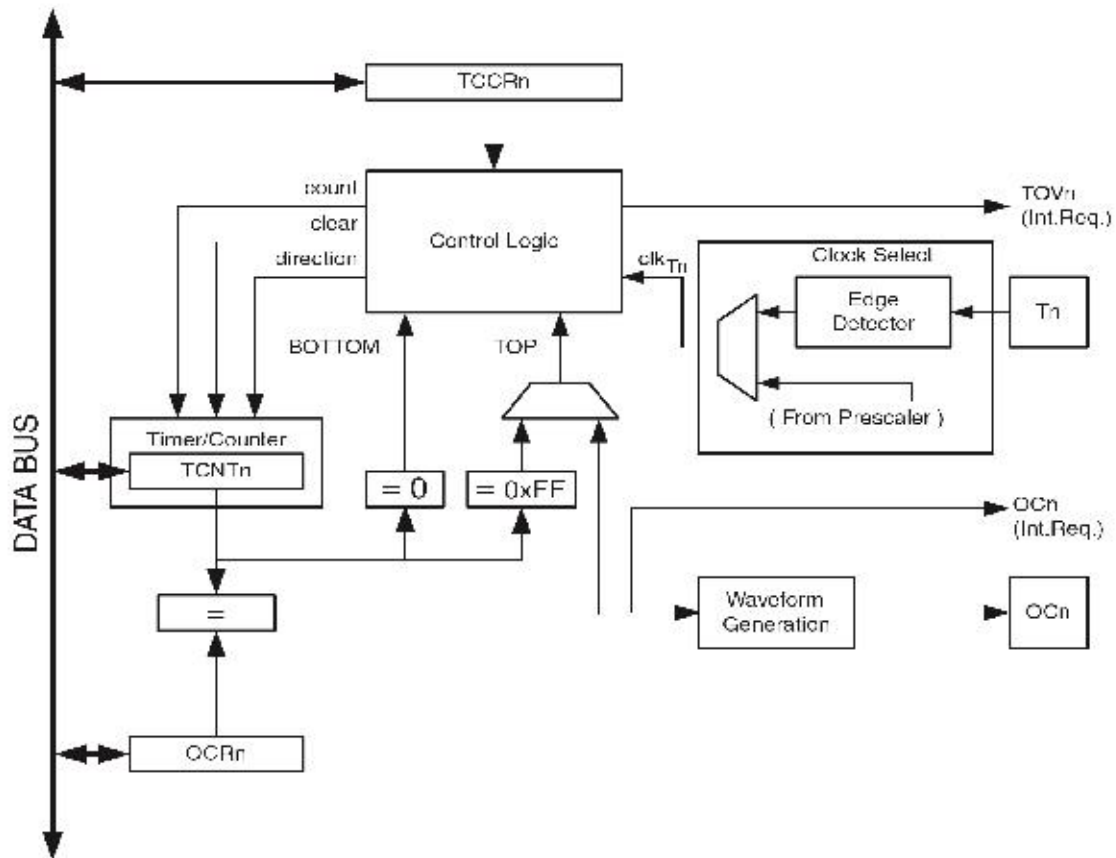 TCCRn
count
clear
direction
Control Logic
TOVn
(Int.Req.)
clkTn
Clock Select
Edge
Detector
Tn
( From Prescaler )
BOTTOM
TOP
Timer/Counter
TCNTn
= 0
= 0xFF
OCn
(Int.Req.)
=
Waveform
Generation
OCn
OCRn
DATA BUS